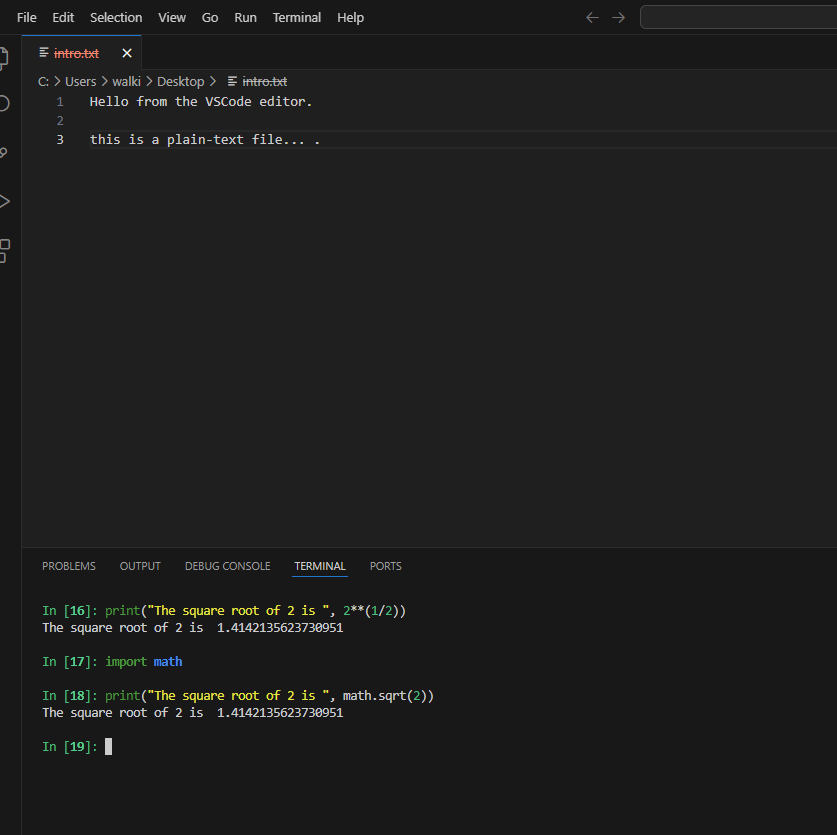 File Edit Selection View Go Run Terminal Help
intro.txt
C: > Users > walki > Desktop > intro.txt
1 Hello from the VSCode editor.
2
3 this is a plain-text file... .
PROBLEMS OUTPUT DEBUG CONSOLE TERMINAL PORTS
In [16]: print("The square root of 2 is ", 2**(1/2))
The square root of 2 is  1.4142135623730951
In [17]: import math
In [18]: print("The square root of 2 is ", math.sqrt(2))
The square root of 2 is  1.4142135623730951
In [19]: